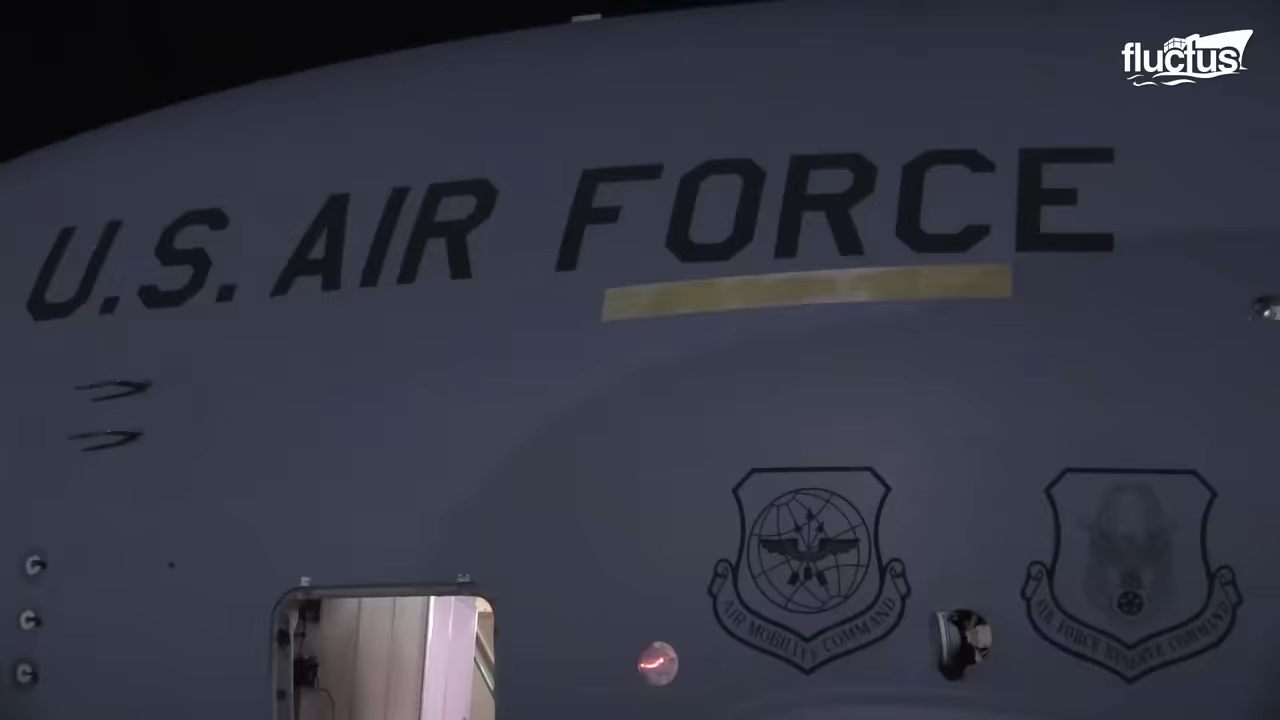 fluctus
U.S. AIR FORCE
AIR MOBILITY COMMAND
AIR FORCE RESERVE COMMAND